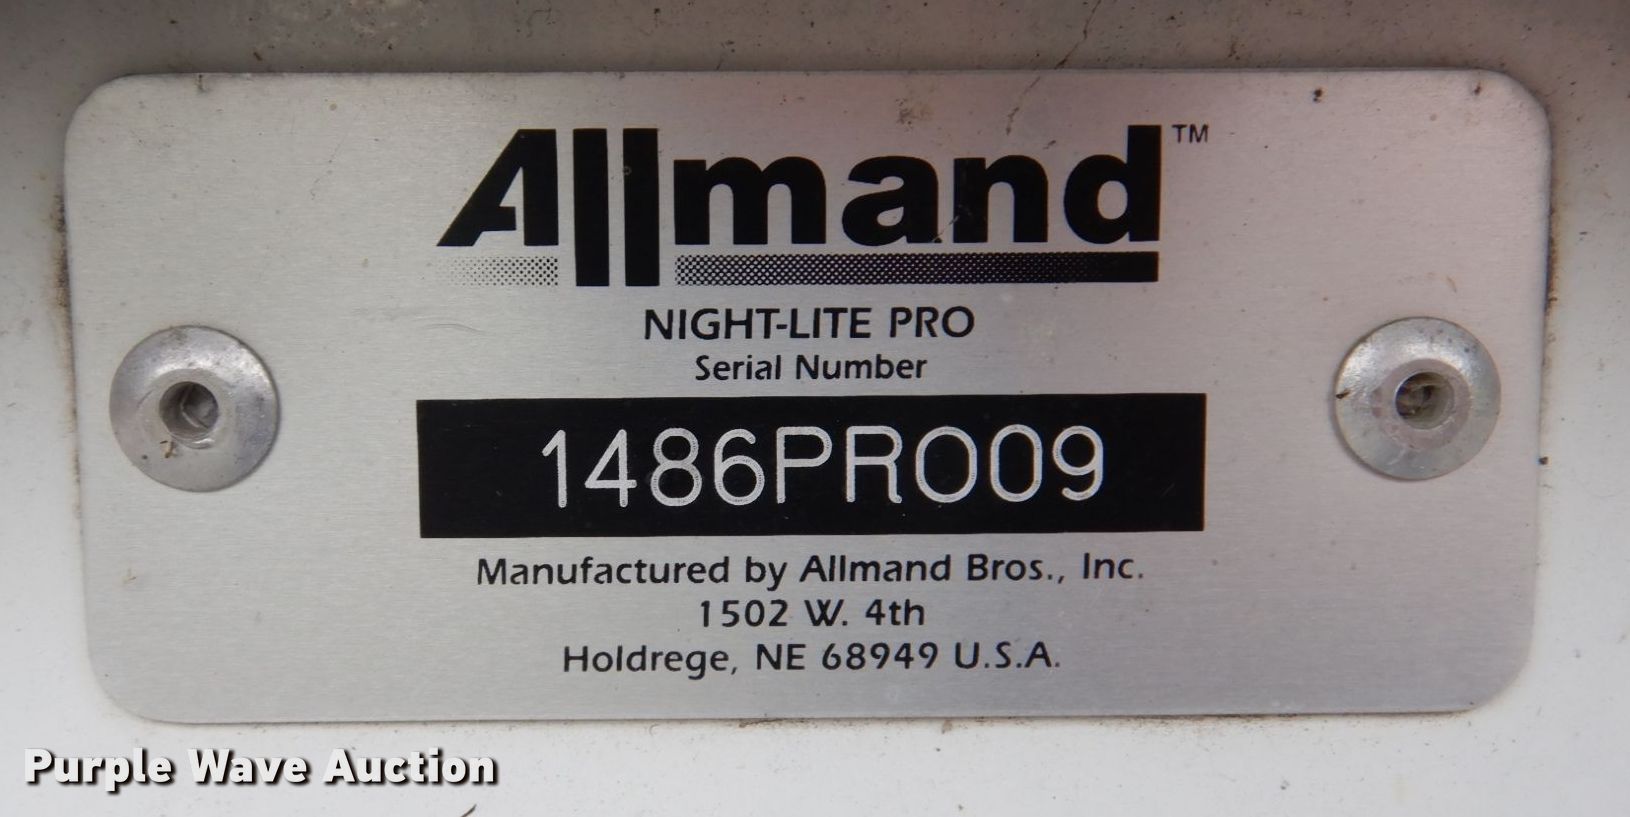 Allmand™
NIGHT-LITE PRO
Serial Number
1486PRO09
Manufactured by Allmand Bros., Inc.
1502 W. 4th
Holdrege, NE 68949 U.S.A.
Purple Wave Auction